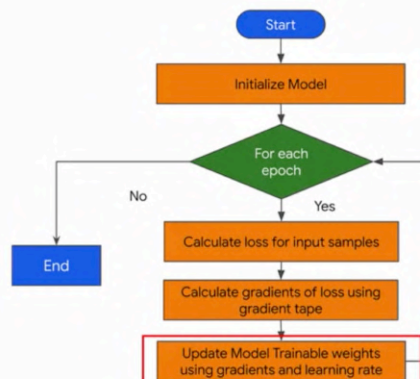 Start
Initialize Model
For each
epoch
No
Yes
Calculate loss for input samples
End
Calculate gradients of loss using
gradient tape
Update Model Trainable weights
using gradients and learning rate